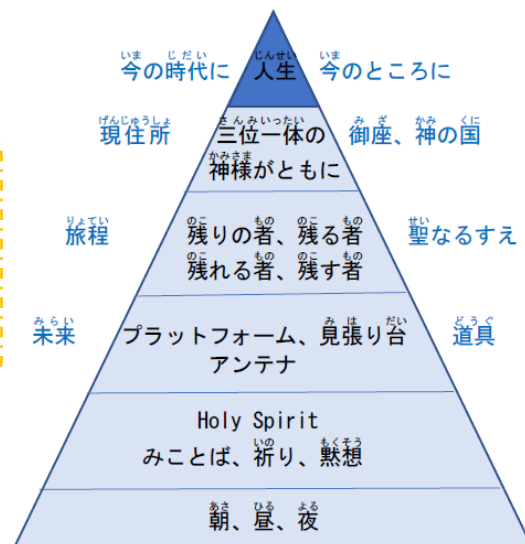 今の時代に 人生 今のところに
現住所 三位一体の 御座、神の国
神様がともに
旅程 残りの者、残る者 聖なるすえ
残れる者、残す者
未来 プラットフォーム、見張り台 道具
アンテナ
Holy Spirit
みことば、祈り、黙想
朝、昼、夜